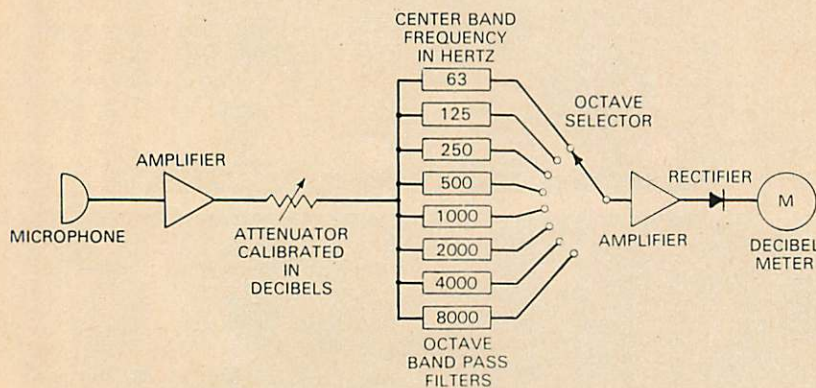 CENTER BAND
FREQUENCY
IN HERTZ
63
125
250
500
1000
2000
4000
8000
OCTAVE
BAND PASS
FILTERS
OCTAVE
SELECTOR
AMPLIFIER
MICROPHONE
ATTENUATOR
CALIBRATED
IN
DECIBELS
RECTIFIER
AMPLIFIER
M
DECIBEL
METER